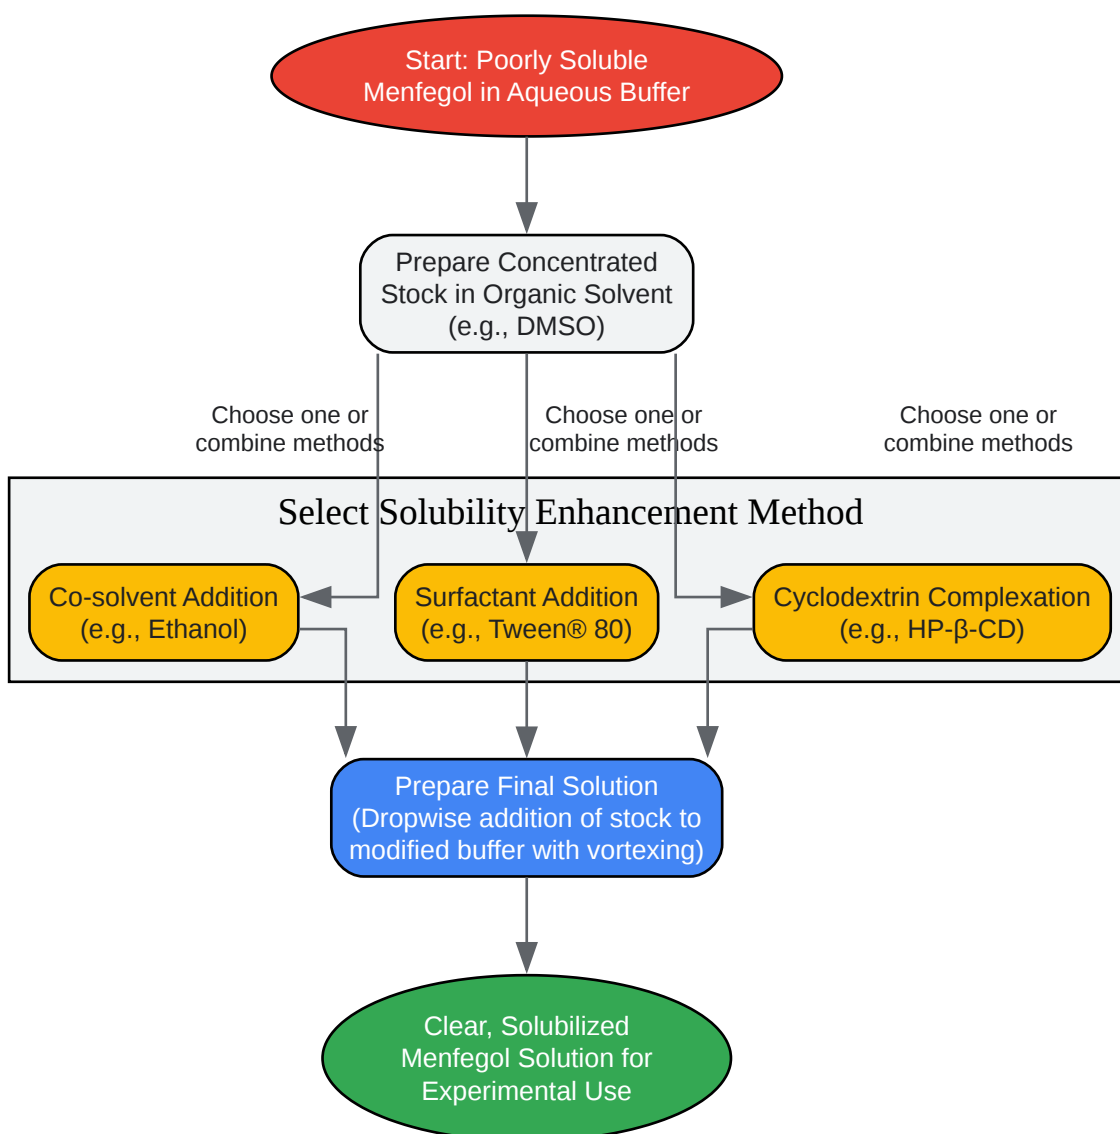 Start: Poorly Soluble
Menfegol in Aqueous Buffer
Prepare Concentrated
Stock in Organic Solvent
(e.g., DMSO)
Choose one or
combine methods
Choose one or
combine methods
Choose one or
combine methods
Select Solubility Enhancement Method
Co-solvent Addition
(e.g., Ethanol)
Surfactant Addition
(e.g., Tween® 80)
Cyclodextrin Complexation
(e.g., HP-β-CD)
Prepare Final Solution
(Dropwise addition of stock to
modified buffer with vortexing)
Clear, Solubilized
Menfegol Solution for
Experimental Use